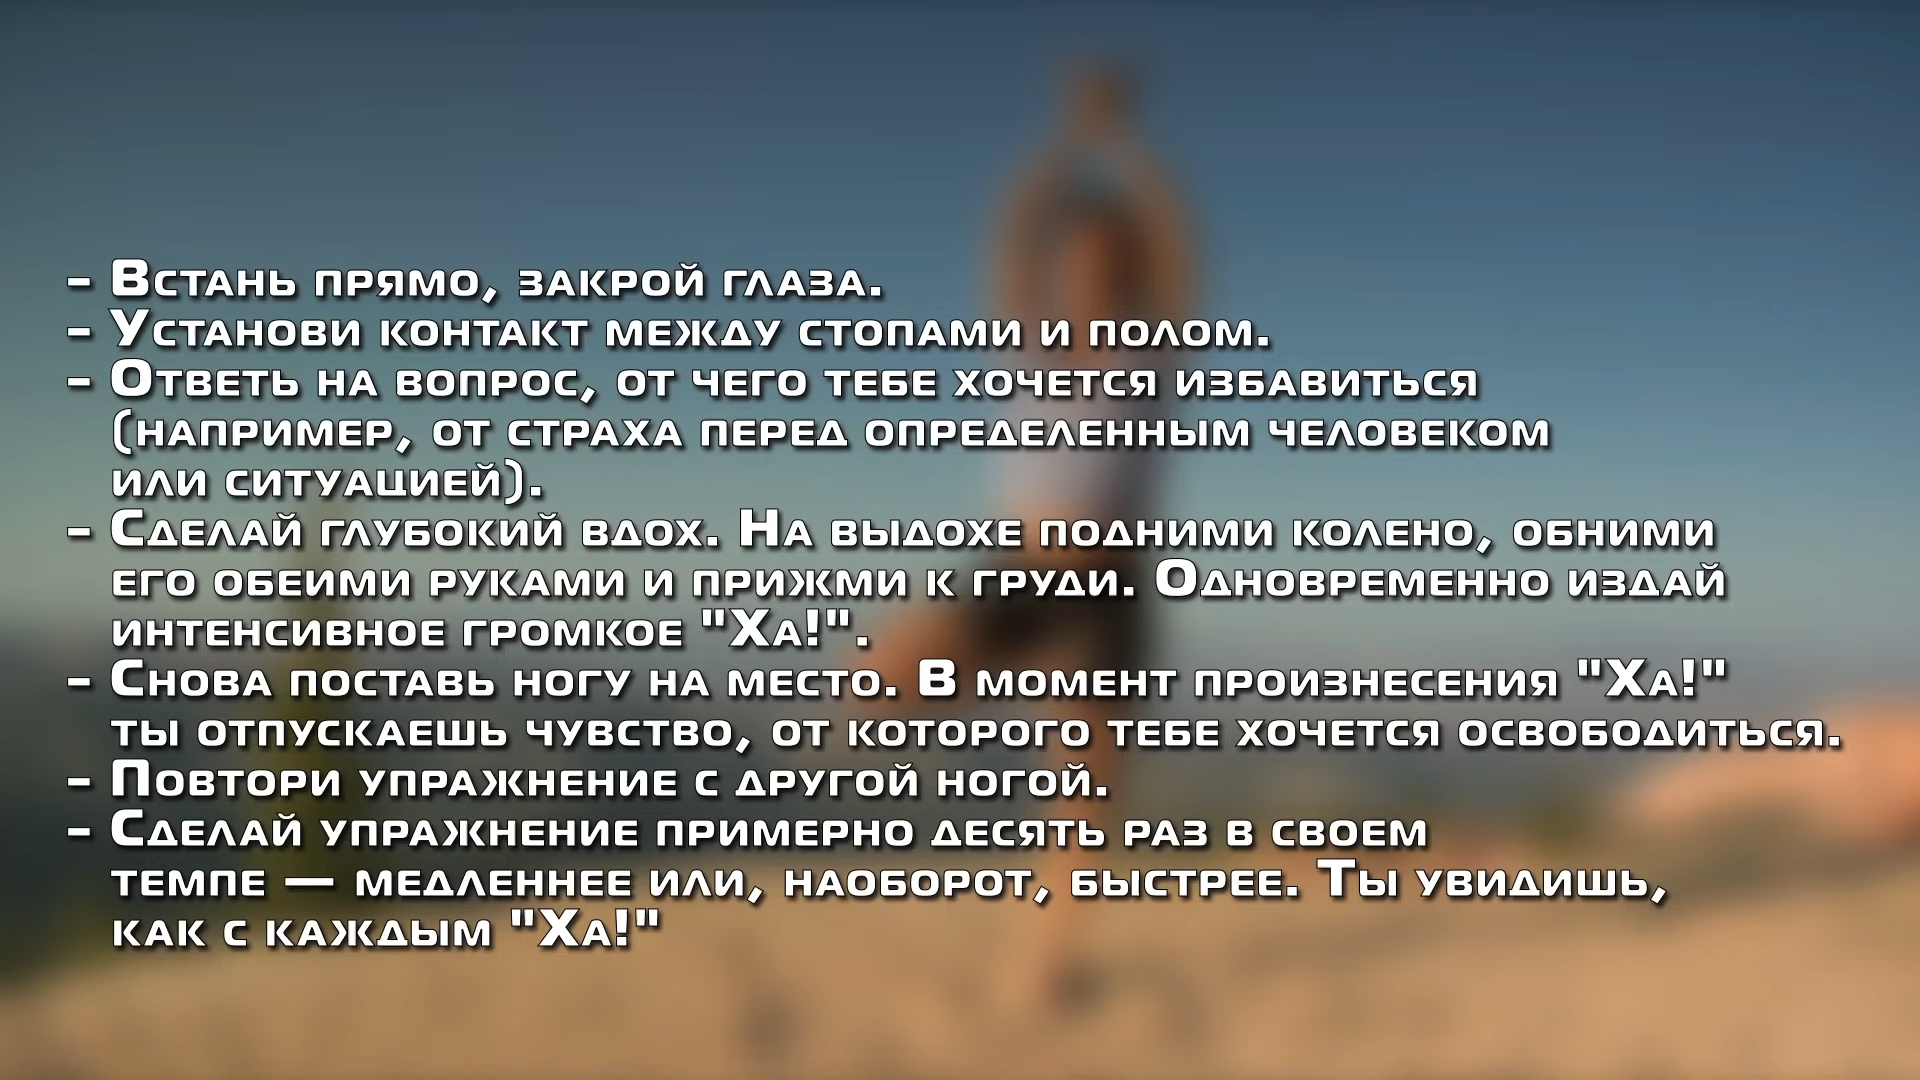 – Встань прямо, закрой глаза.
– Установи контакт между стопами и полом.
– Ответь на вопрос, от чего тебе хочется избавиться
(например, от страха перед определенным человеком
или ситуацией).
– Сделай глубокий вдох. На выдохе подними колено, обними
его обеими руками и прижми к груди. Одновременно издай
интенсивное громкое "Ха!".
– Снова поставь ногу на место. В момент произнесения "Ха!"
ты отпускаешь чувство, от которого тебе хочется освободиться.
– Повтори упражнение с другой ногой.
– Сделай упражнение примерно десять раз в своем
темпе — медленнее или, наоборот, быстрее. Ты увидишь,
как с каждым "Ха!"